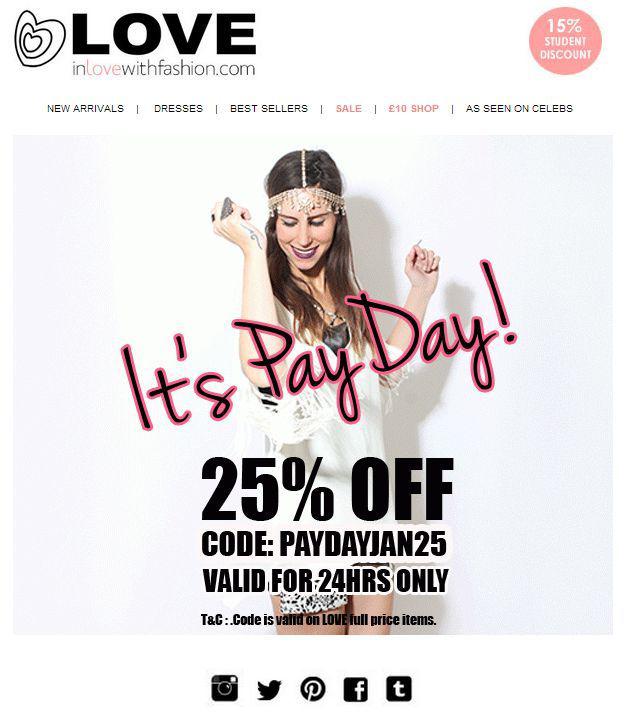 LOVE
inlovewithfashion.com
15%
STUDENT
DISCOUNT
NEW ARRIVALS | DRESSES | BEST SELLERS | SALE | £10 SHOP | AS SEEN ON CELEBS
It's Pay Day!
25% OFF
CODE: PAYDAYJAN25
VALID FOR 24HRS ONLY
T&C : .Code is valid on LOVE full price items.